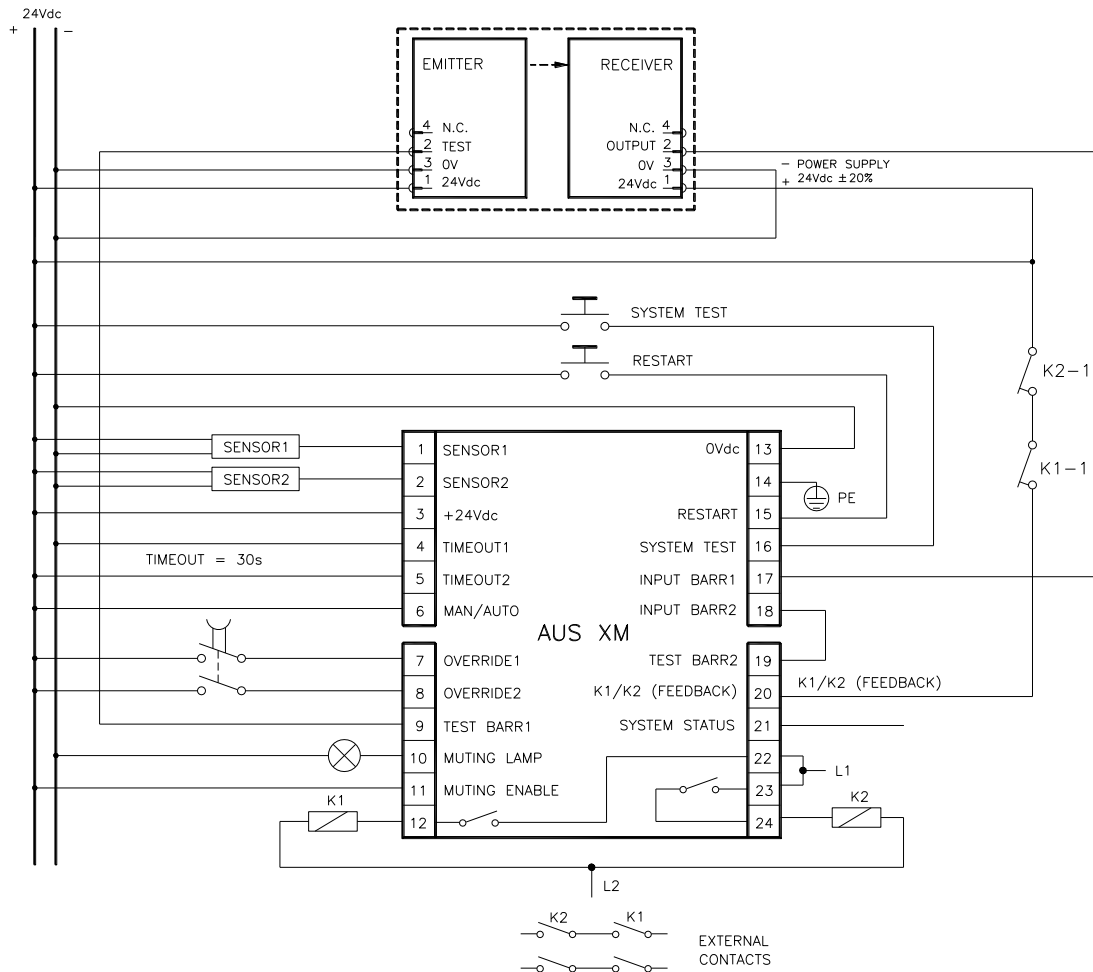 24Vdc
+ –
EMITTER
RECEIVER
4 N.C.
2 TEST
3 0V
1 24Vdc
N.C. 4
OUTPUT 2
0V 3
24Vdc 1
– POWER SUPPLY
+ 24Vdc ±20%
SYSTEM TEST
RESTART
K2-1
K1-1
SENSOR1
SENSOR2
TIMEOUT = 30s
1 SENSOR1
2 SENSOR2
3 +24Vdc
4 TIMEOUT1
5 TIMEOUT2
6 MAN/AUTO
7 OVERRIDE1
8 OVERRIDE2
9 TEST BARR1
10 MUTING LAMP
11 MUTING ENABLE
12
AUS XM
0Vdc 13
14
PE
RESTART 15
SYSTEM TEST 16
INPUT BARR1 17
INPUT BARR2 18
TEST BARR2 19
K1/K2 (FEEDBACK) 20
K1/K2 (FEEDBACK)
SYSTEM STATUS 21
22
23
24
L1
K1
K2
L2
K2 K1
EXTERNAL
CONTACTS